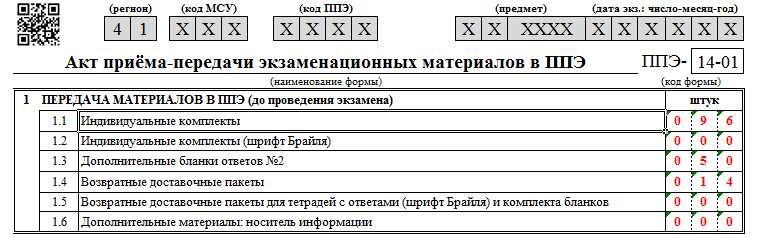 (регион) (код МСУ) (код ППЭ) (предмет) (дата экз.: число-месяц-год)
4 1 X X X X X X X X X XXXX X X X X X X
Акт приёма-передачи экзаменационных материалов в ППЭ ППЭ- 14-01
(наименование формы) (код формы)
1 ПЕРЕДАЧА МАТЕРИАЛОВ В ППЭ (до проведения экзамена) штук
1.1 Индивидуальные комплекты 0 9 6
1.2 Индивидуальные комплекты (шрифт Брайля) 0 0 0
1.3 Дополнительные бланки ответов №2 0 5 0
1.4 Возвратные доставочные пакеты 0 1 4
1.5 Возвратные доставочные пакеты для тетрадей с ответами (шрифт Брайля) и комплекта бланков 0 0 0
1.6 Дополнительные материалы: носитель информации 0 0 0